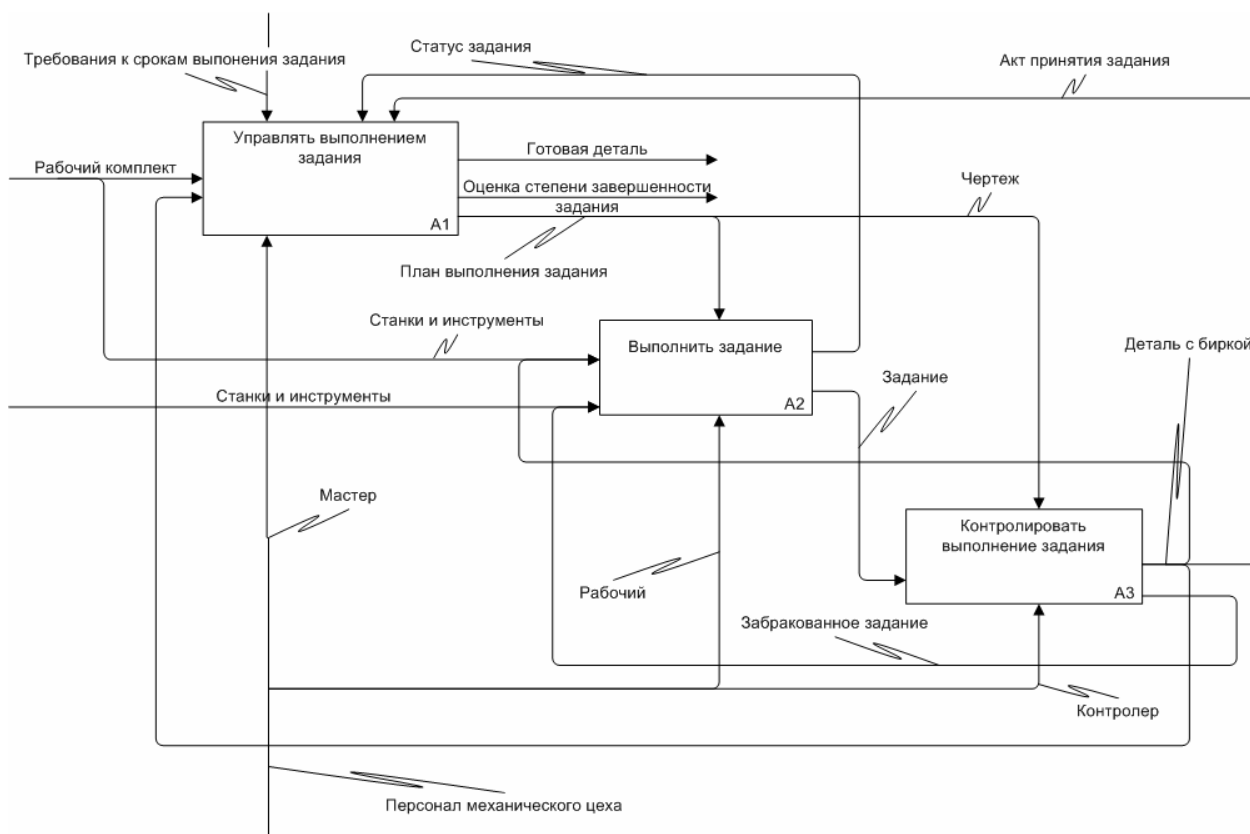 Статус задания
Требования к срокам выпонения задания
Акт принятия задания
Управлять выполнением
задания
A1
Рабочий комплект
Готовая деталь
Оценка степени завершенности
задания
Чертеж
План выполнения задания
Станки и инструменты
Выполнить задание
A2
Деталь с биркой
Задание
Станки и инструменты
Мастер
Контролировать
выполнение задания
A3
Рабочий
Забракованное задание
Контролер
Персонал механического цеха